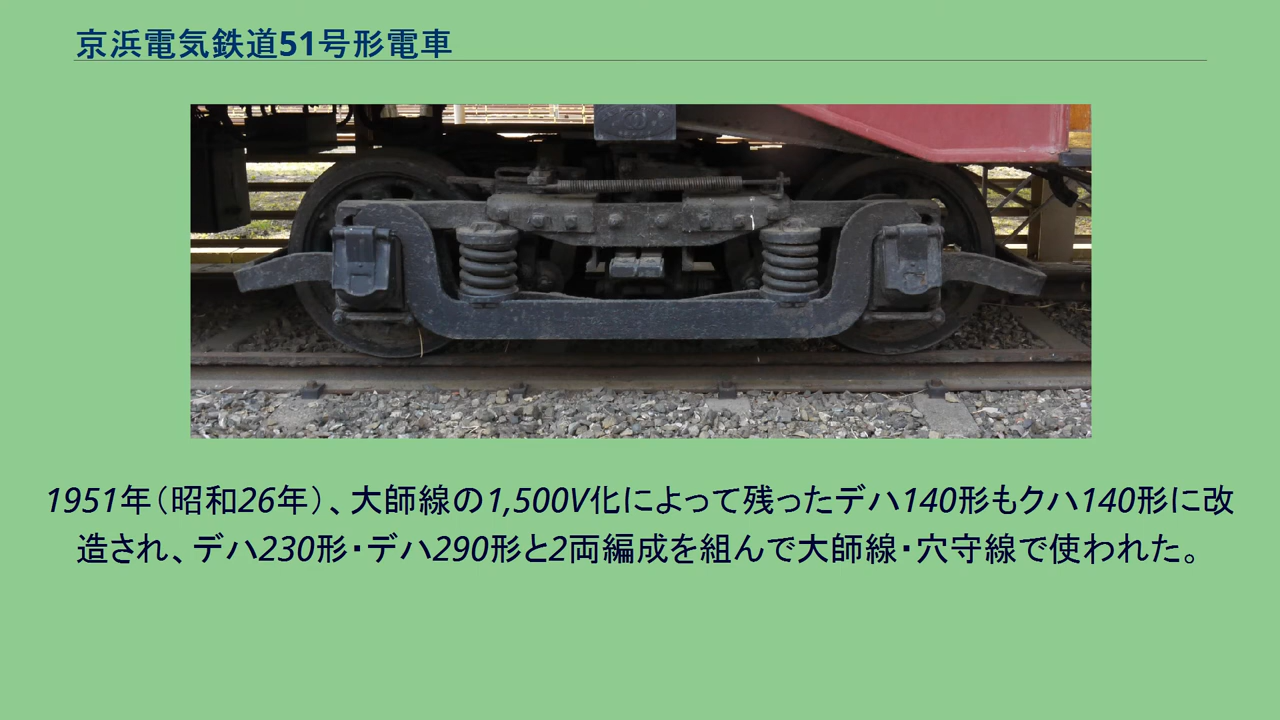 京浜電気鉄道51号形電車
1951年（昭和26年）、大師線の1,500V化によって残ったデハ140形もクハ140形に改
造され、デハ230形・デハ290形と2両編成を組んで大師線・穴守線で使われた。